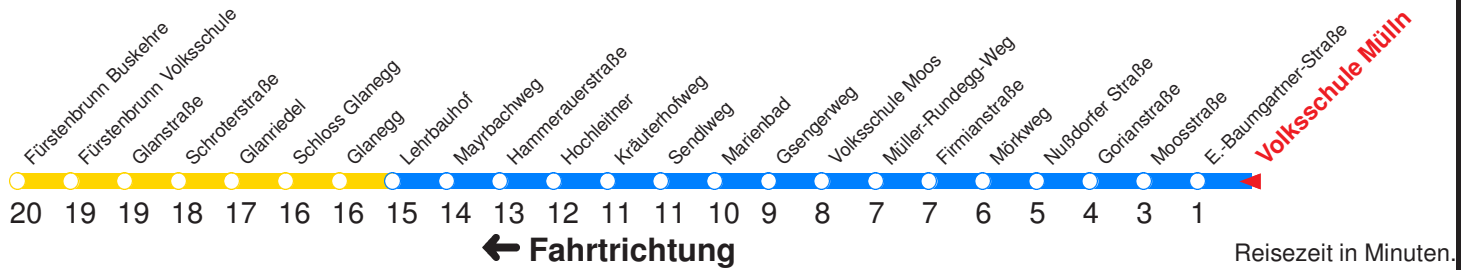 Fürstenbrunn Buskehre
Fürstenbrunn Volksschule
Glanstraße
Schroterstraße
Glanriedel
Schloss Glanegg
Glanegg
Lehrbauhof
Mayrbachweg
Hammerauerstraße
Hochleitner
Kräuterhofweg
Sendlweg
Marienbad
Gsengerweg
Volksschule Moos
Müller-Rundegg-Weg
Firmianstraße
Mörkweg
Nußdorfer Straße
Gorianstraße
Moosstraße
E.-Baumgartner-Straße
Volksschule Mülln
20 19 19 18 17 16 16 15 14 13 12 11 11 10 9 8 7 7 6 5 4 3 1
Fahrtrichtung
Reisezeit in Minuten.